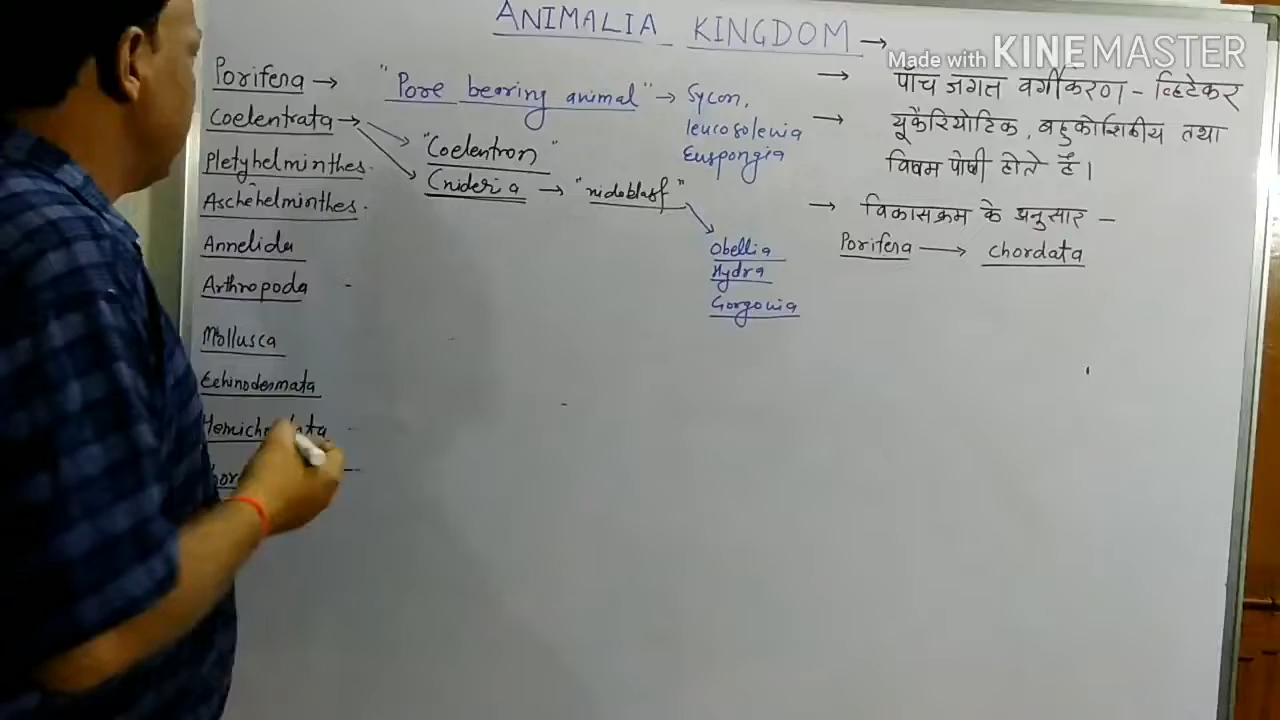 ANIMALIA KINGDOM →
Made with KINEMASTER
Porifera → "Pore bearing animal" → Sycon,
leucosolenia
Euspongia
Coelentrata →
"Coelentron"
Cnideria → "nidoblast"
Obellia
Hydra
Gorgonia
Pletyhelminthes.
Aschehelminthes.
Annelida
Arthropoda -
Mollusca
Echinodermata
→ पाच जगत वर्गीकरण - व्हिटेकर
→ यूकैरियोटिक, बहुकोशिकीय तथा
विषम पोषी होते है।
→ विकासक्रम के अनुसार -
Porifera → Chordata